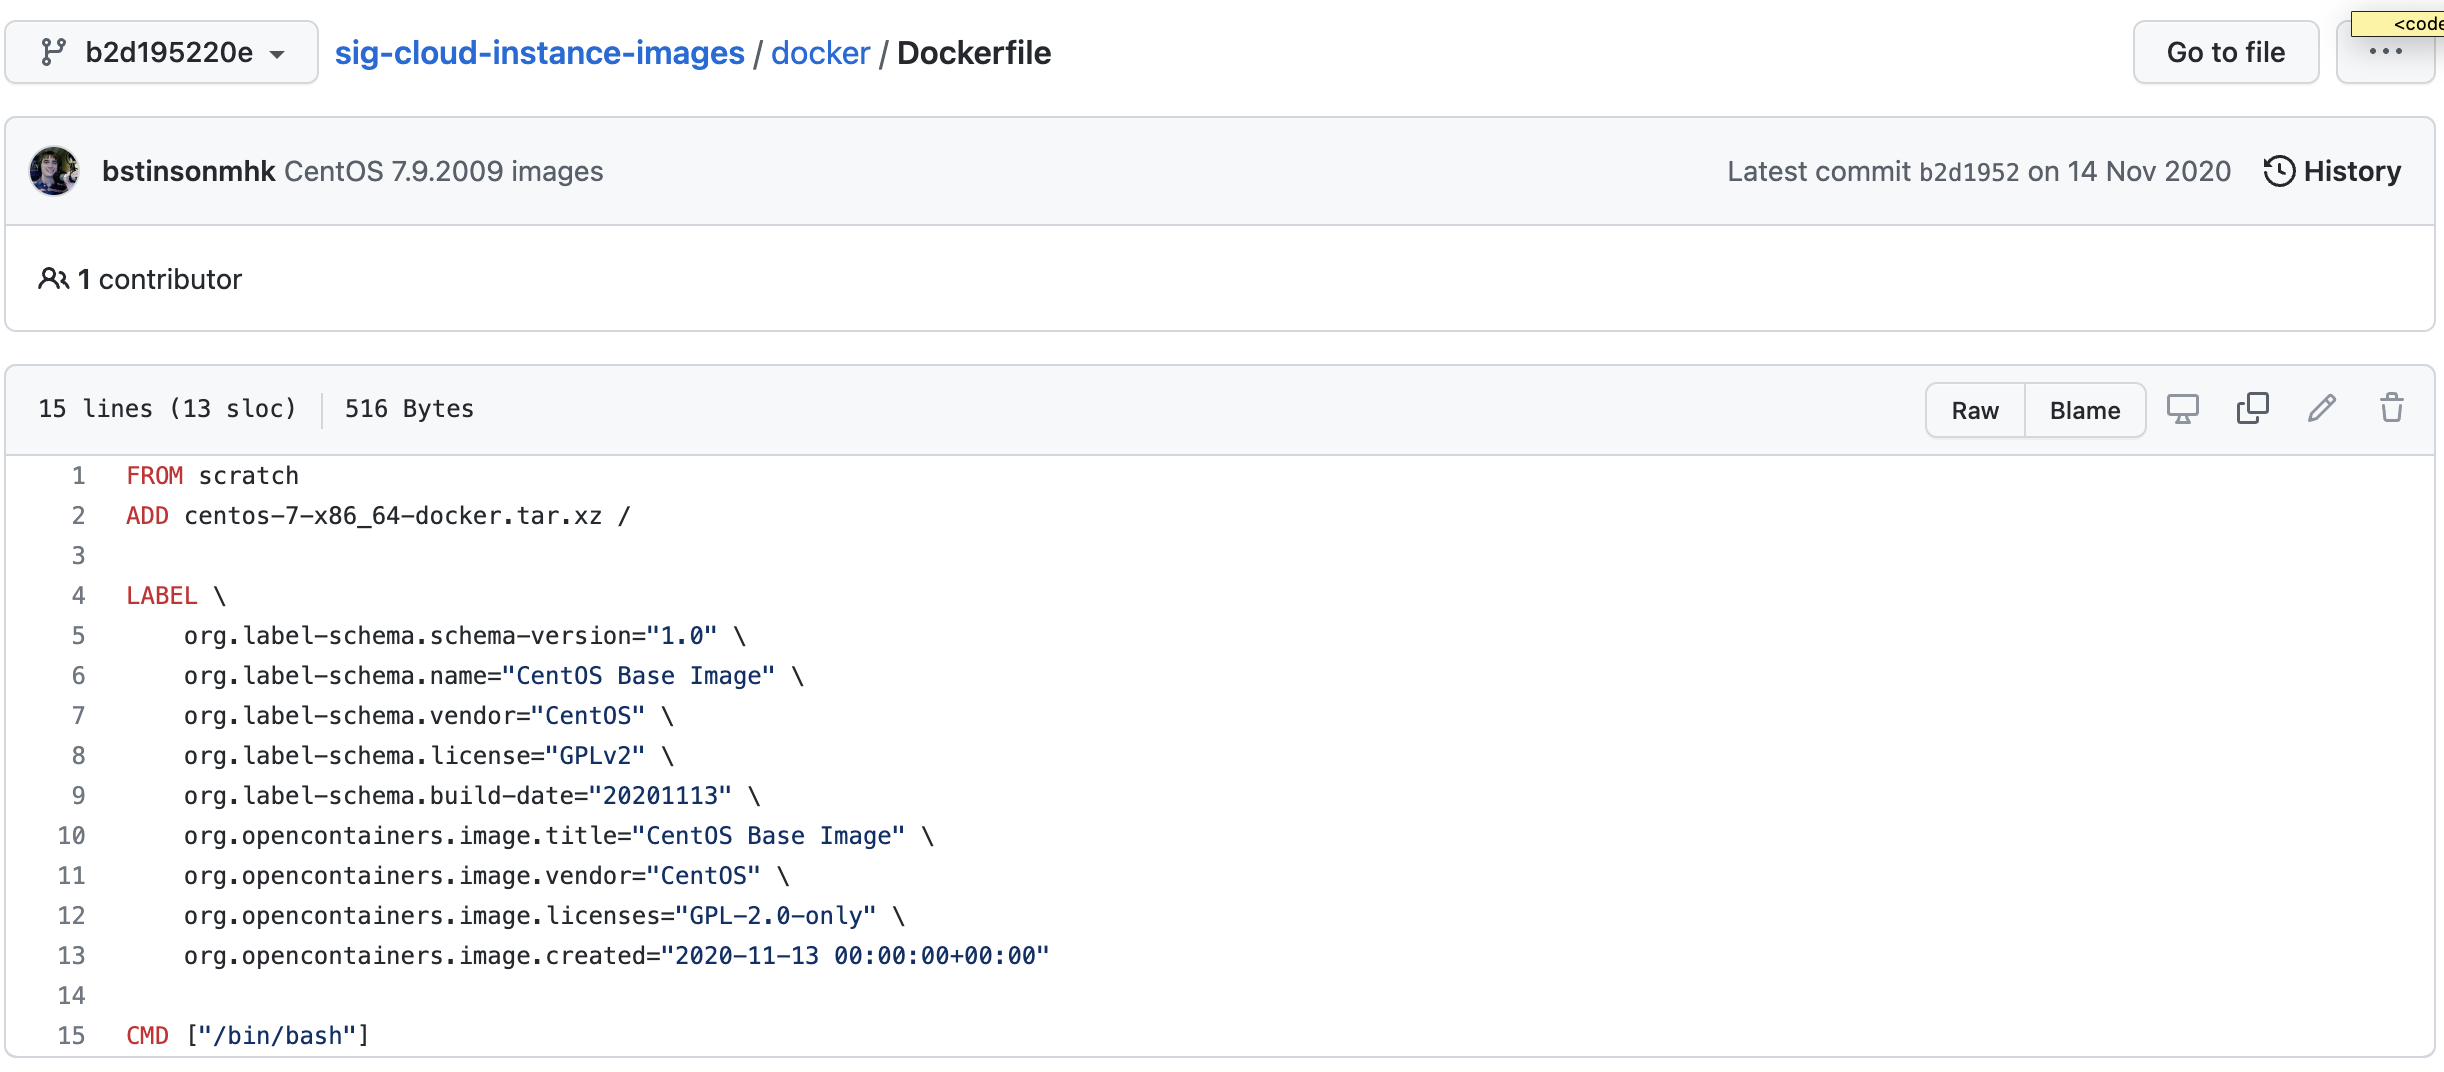 b2d195220e sig-cloud-instance-images / docker / Dockerfile Go to file ... <code
bstinsonmhk CentOS 7.9.2009 images Latest commit b2d1952 on 14 Nov 2020 History
1 contributor
15 lines (13 sloc) 516 Bytes Raw Blame
1 FROM scratch
2 ADD centos-7-x86_64-docker.tar.xz /
3
4 LABEL \
5 org.label-schema.schema-version="1.0" \
6 org.label-schema.name="CentOS Base Image" \
7 org.label-schema.vendor="CentOS" \
8 org.label-schema.license="GPLv2" \
9 org.label-schema.build-date="20201113" \
10 org.opencontainers.image.title="CentOS Base Image" \
11 org.opencontainers.image.vendor="CentOS" \
12 org.opencontainers.image.licenses="GPL-2.0-only" \
13 org.opencontainers.image.created="2020-11-13 00:00:00+00:00"
14
15 CMD ["/bin/bash"]